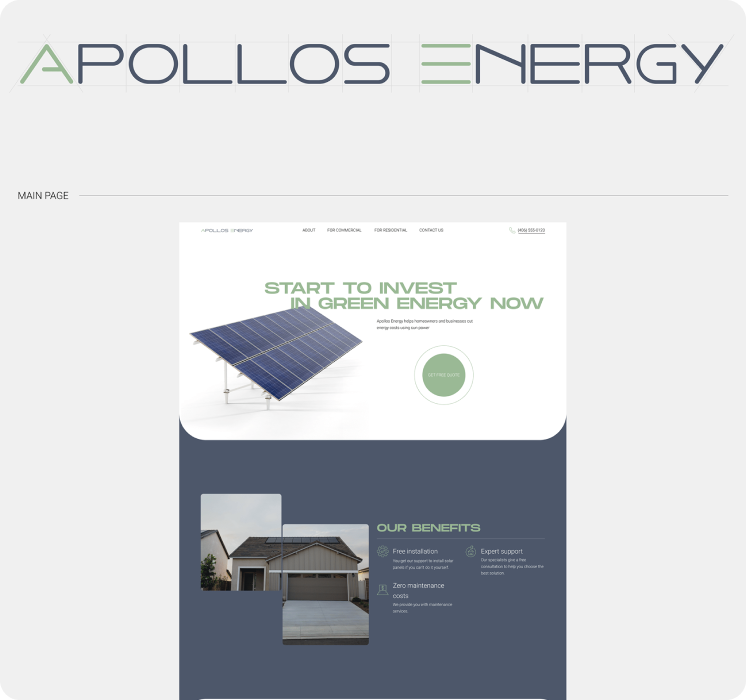 APOLLOS ENERGY
MAIN PAGE
APOLLOS ENERGY
ABOUT
FOR COMMERCIAL
FOR RESIDENTIAL
CONTACT US
(406) 555-0120
START TO INVEST
IN GREEN ENERGY NOW
Apollos Energy helps homeowners and businesses cut
energy costs using sun power
GET FREE QUOTE
OUR BENEFITS
Free installation
You get our support to install solar
panels if you can't do it yourself
Expert support
Our specialists give a free
consultation to help you choose the
best solution
Zero maintenance
costs
We provide you with maintenance
services